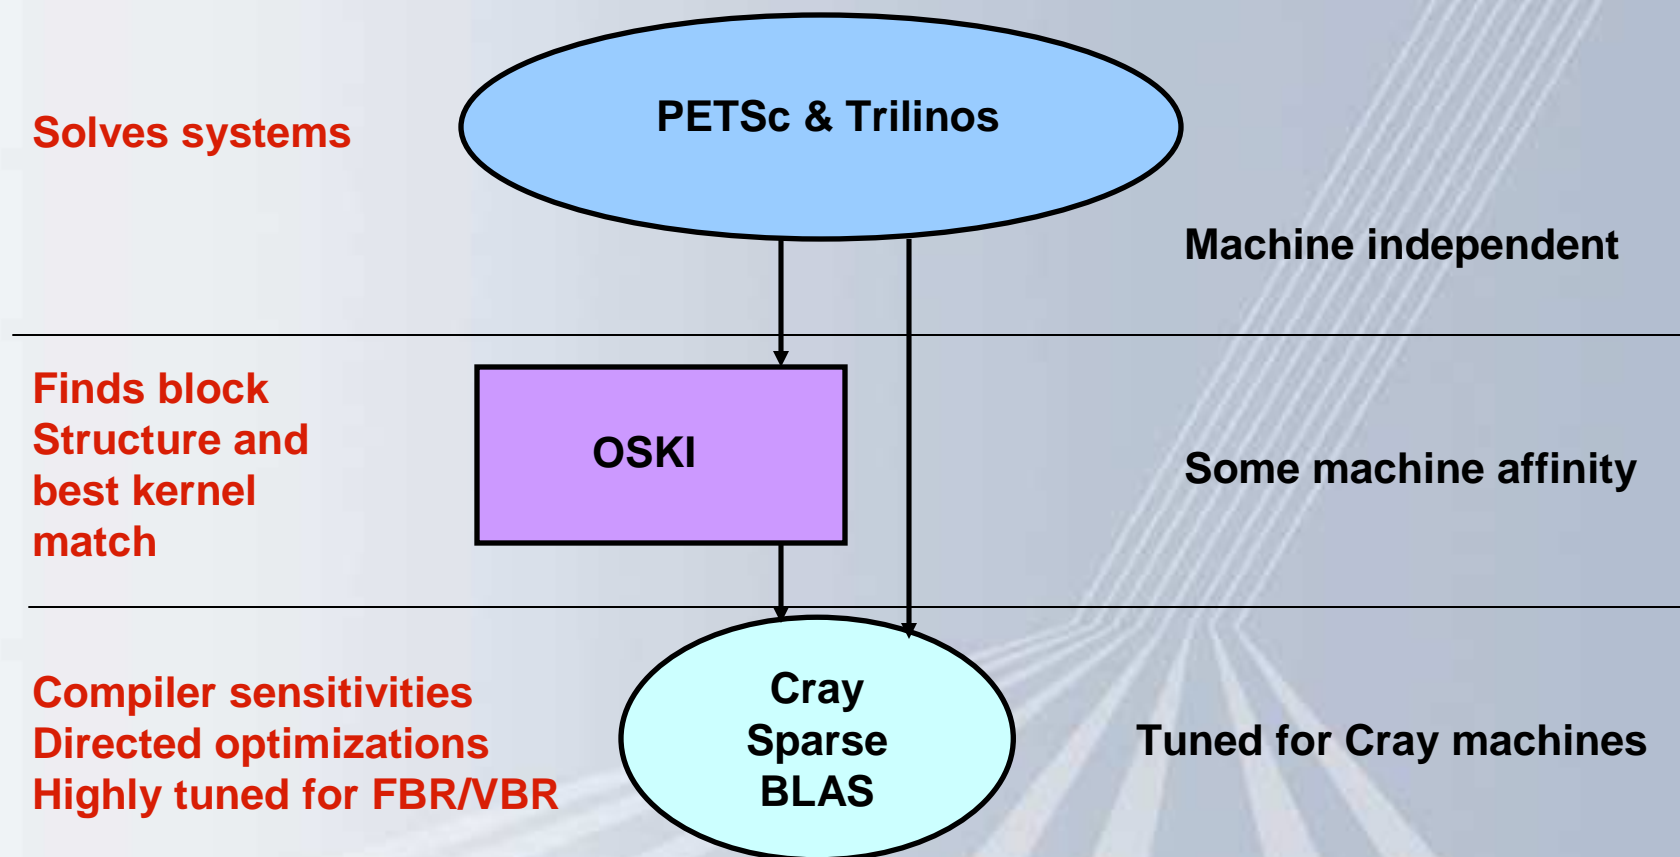 PETSc & Trilinos
Solves systems
Machine independent
Finds block
Structure and
best kernel
match
OSKI
Some machine affinity
Compiler sensitivities
Directed optimizations
Highly tuned for FBR/VBR
Cray
Sparse
BLAS
Tuned for Cray machines